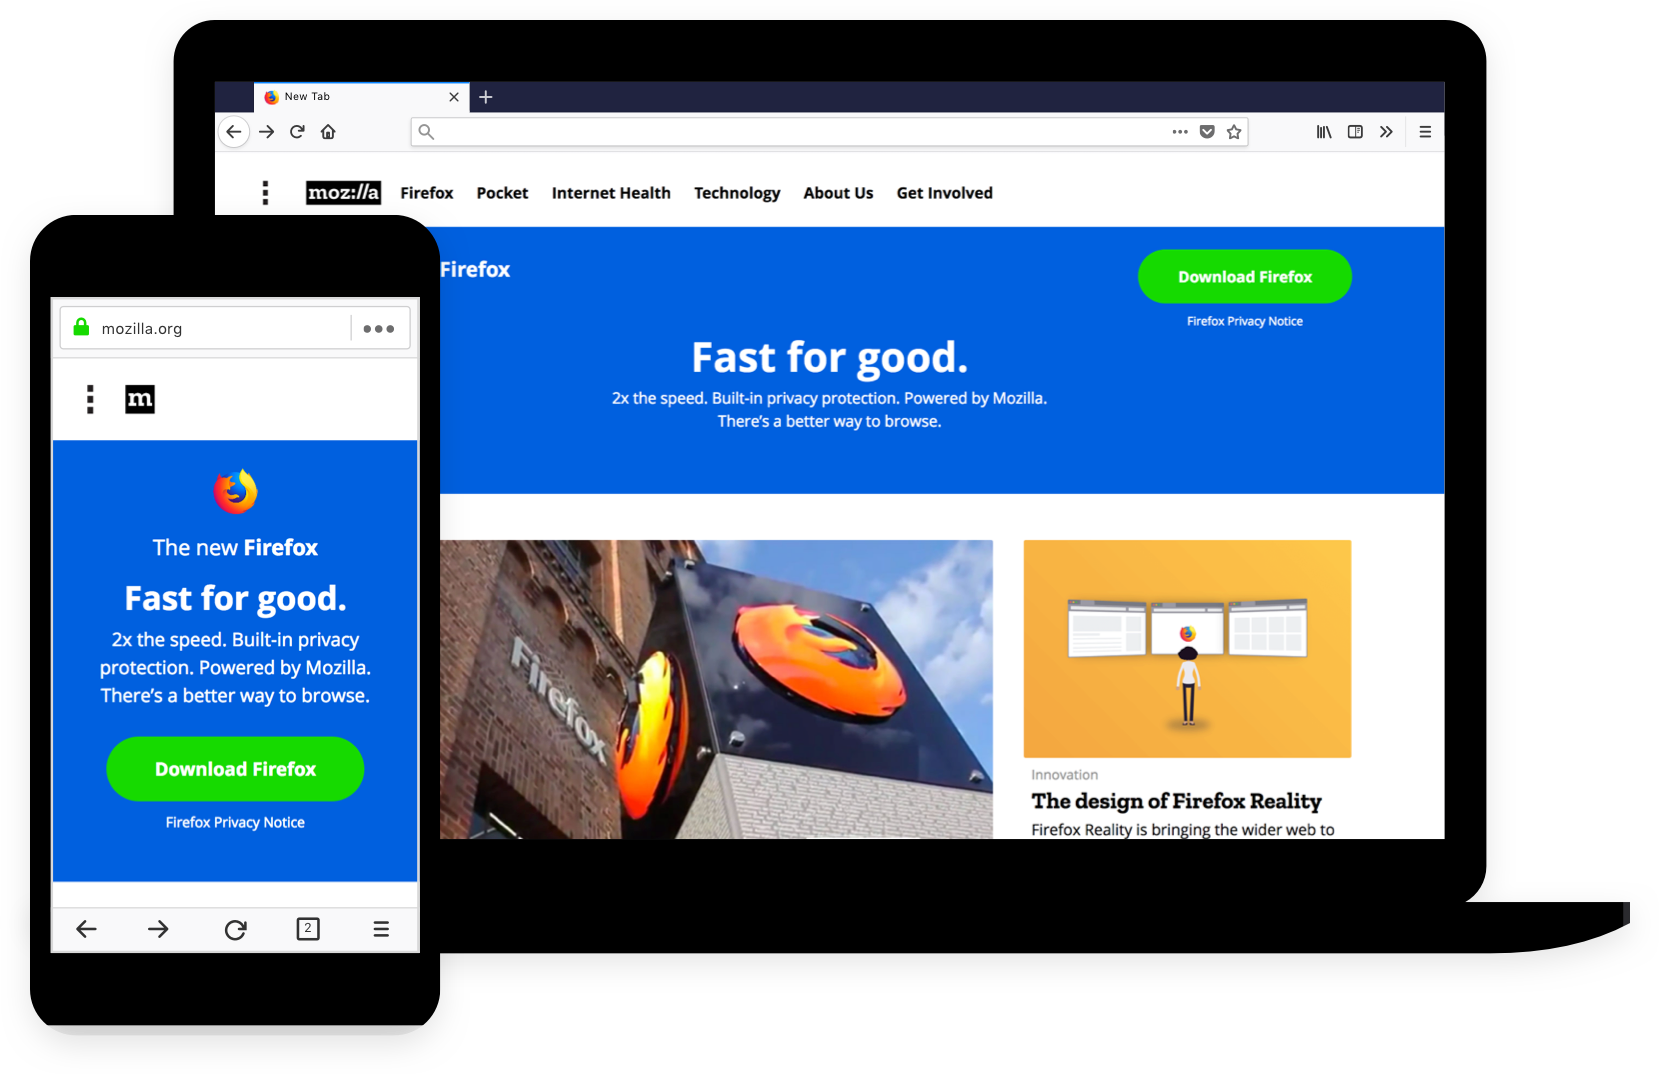 New Tab
moz://a
Firefox
Pocket
Internet Health
Technology
About Us
Get Involved
Firefox
Download Firefox
Firefox Privacy Notice
Fast for good.
2x the speed. Built-in privacy protection. Powered by Mozilla.
There's a better way to browse.
Firefox
Innovation
The design of Firefox Reality
Firefox Reality is bringing the wider web to
mozilla.org
m
The new Firefox
Fast for good.
2x the speed. Built-in privacy
protection. Powered by Mozilla.
There's a better way to browse.
Download Firefox
Firefox Privacy Notice
2